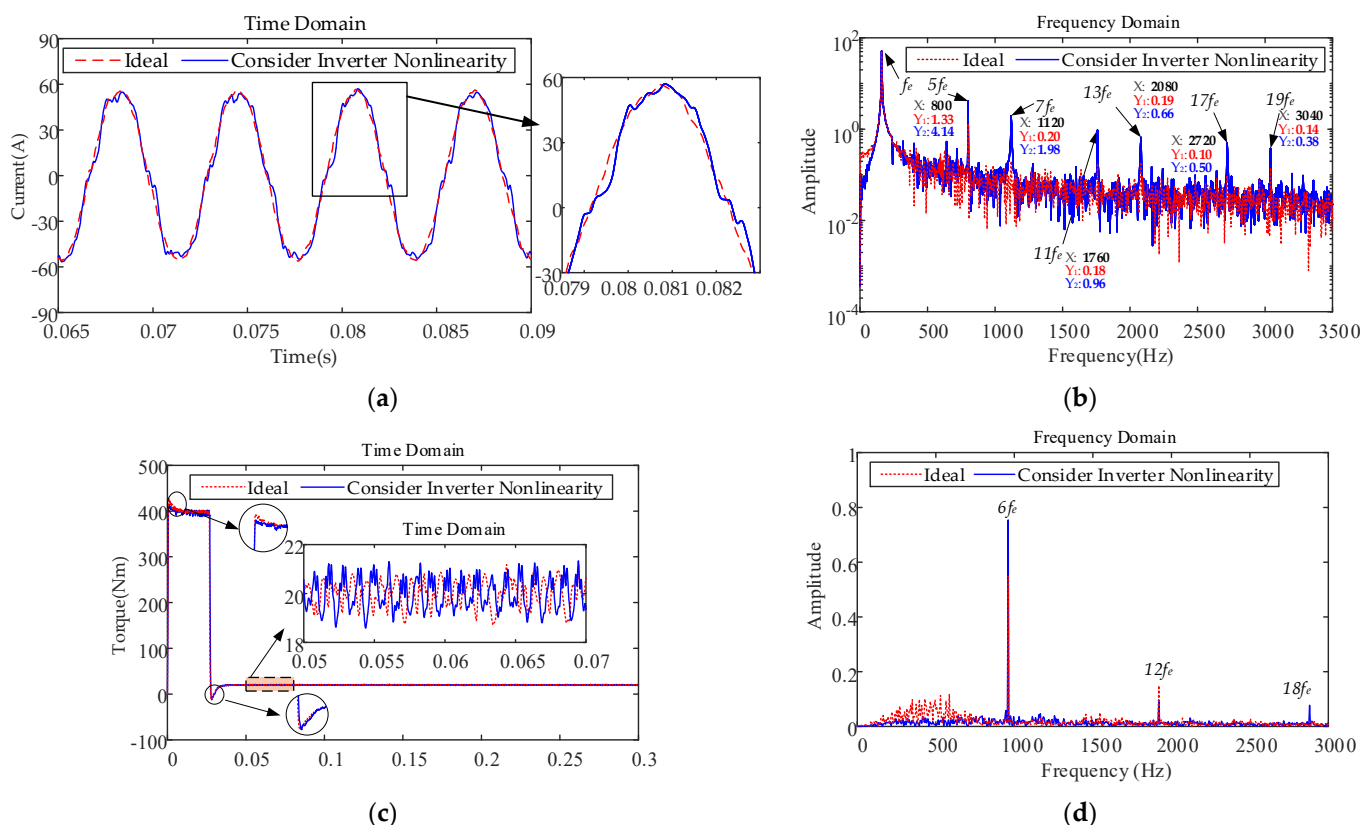 Time Domain
Ideal
Consider Inverter Nonlinearity
Current(A)
90
60
30
0
-30
-60
-90
0.065
0.07
0.075
0.08
0.085
0.09
Time(s)
60
30
0
-30
0.079
0.08
0.081
0.082
(a)
Frequency Domain
Ideal
Consider Inverter Nonlinearity
Amplitude
10^2
10^0
10^-2
10^-4
fe
5fe
X: 800
Y1:1.33
Y2:4.14
7fe
X: 1120
Y1:0.20
Y2:1.98
11fe
X: 1760
Y1:0.18
Y2:0.96
13fe
X: 2080
Y1:0.19
Y2:0.66
17fe
X: 2720
Y1:0.10
Y2:0.50
19fe
X: 3040
Y1:0.14
Y2:0.38
0
500
1000
1500
2000
2500
3000
3500
Frequency(Hz)
(b)
Time Domain
Ideal
Consider Inverter Nonlinearity
Torque(Nm)
500
400
300
200
100
0
-100
0
0.05
0.1
0.15
0.2
0.25
0.3
Time Domain
22
20
18
0.05
0.055
0.06
0.065
0.07
(c)
Frequency Domain
Ideal
Consider Inverter Nonlinearity
Amplitude
1
0.8
0.6
0.4
0.2
0
6fe
12fe
18fe
0
500
1000
1500
2000
2500
3000
Frequency (Hz)
(d)